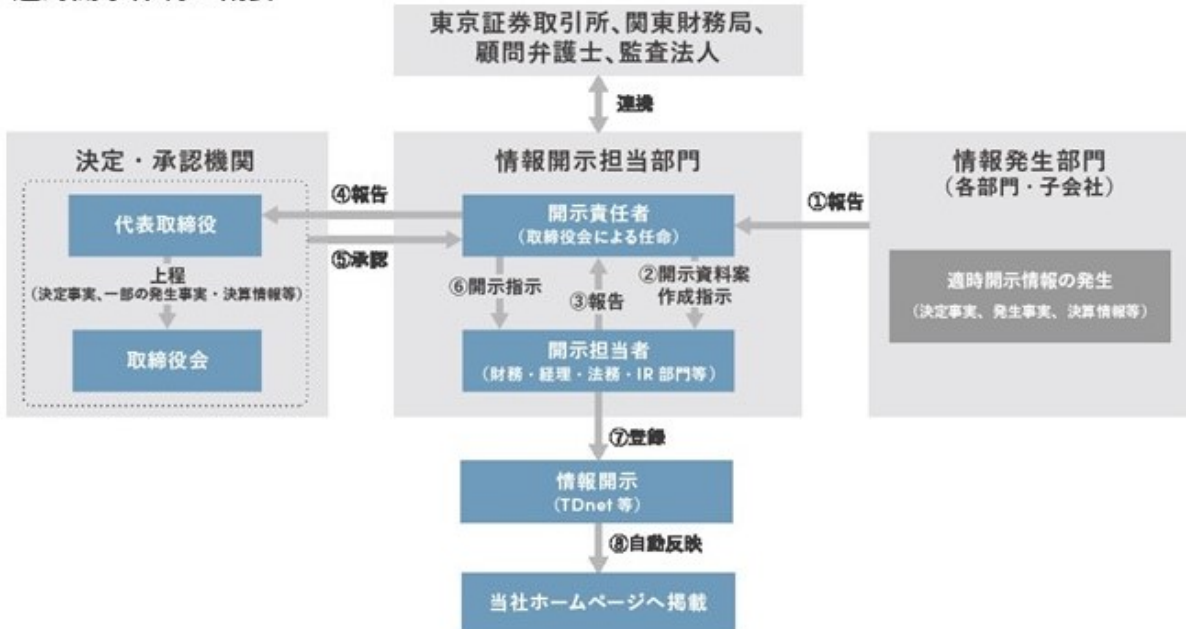 東京証券取引所、関東財務局、
顧問弁護士、監査法人
連携
決定・承認機関
代表取締役
上程
(決定事実、一部の発生事実・決算情報等)
取締役会
④報告
⑤承認
情報開示担当部門
開示責任者
(取締役会による任命)
⑥開示指示
③報告
②開示資料案
作成指示
開示担当者
(財務・経理・法務・IR部門等)
①報告
情報発生部門
(各部門・子会社)
適時開示情報の発生
(決定事実、発生事実、決算情報等)
⑦登録
情報開示
(TDnet 等)
⑧自動反映
当社ホームページへ掲載